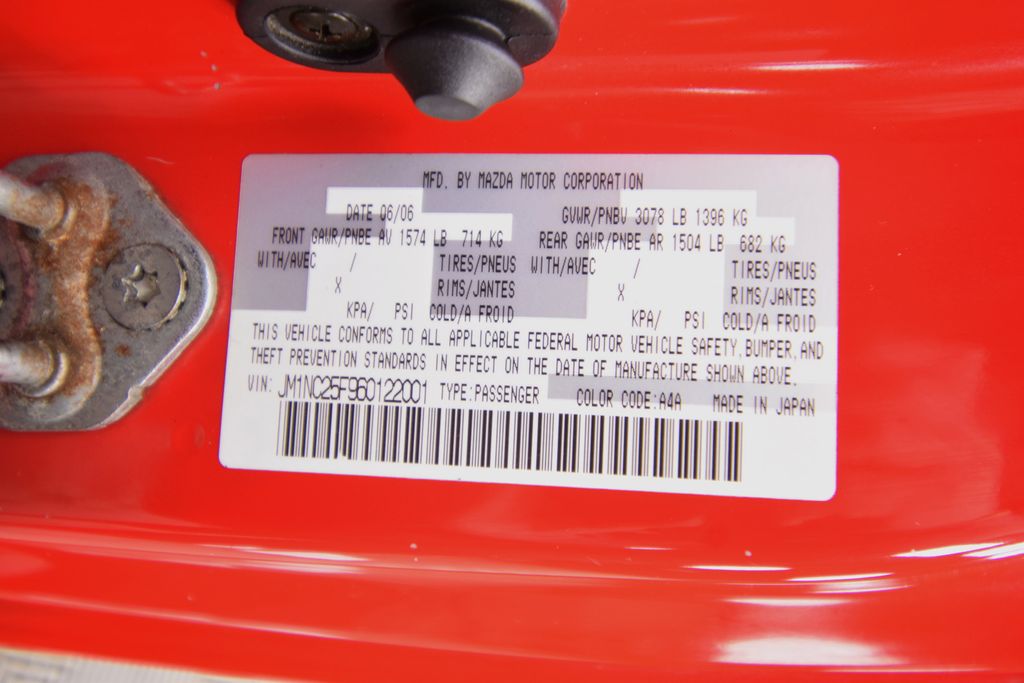 MFD. BY MAZDA MOTOR CORPORATION
DATE 06/06 GVWR/PNBV 3078 LB 1396 KG
FRONT GAWR/PNBE AV 1574 LB 714 KG REAR GAWR/PNBE AR 1504 LB 682 KG
WITH/AVEC / TIRES/PNEUS WITH/AVEC / TIRES/PNEUS
X RIMS/JANTES X RIMS/JANTES
KPA/ PSI COLD/A FROID KPA/ PSI COLD/A FROID
THIS VEHICLE CONFORMS TO ALL APPLICABLE FEDERAL MOTOR VEHICLE SAFETY, BUMPER, AND
THEFT PREVENTION STANDARDS IN EFFECT ON THE DATE OF MANUFACTURE SHOWN ABOVE.
VIN: JM1NC25F960122001 TYPE:PASSENGER COLOR CODE:A4A MADE IN JAPAN